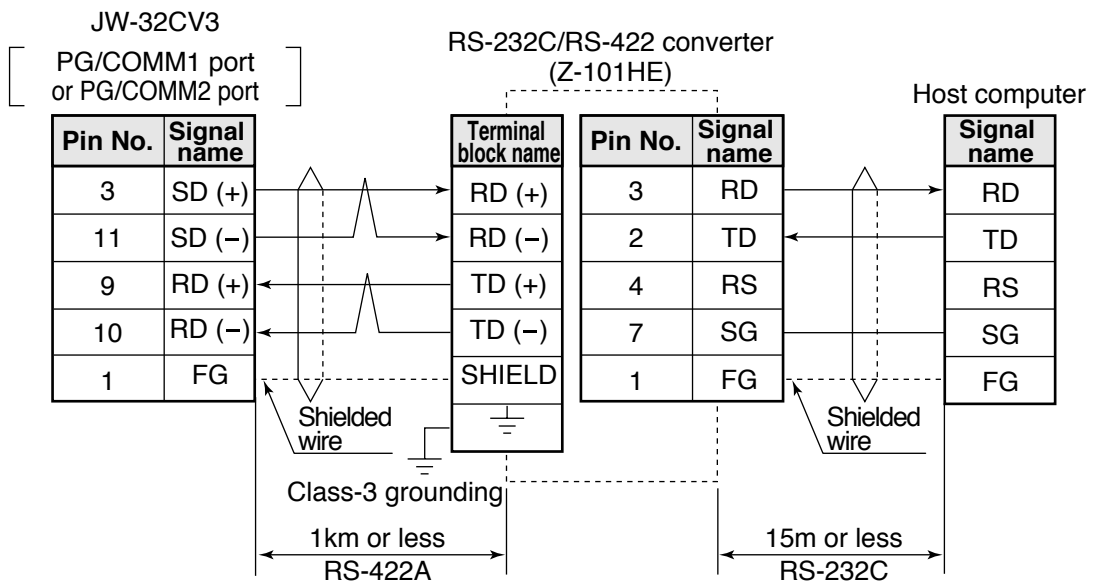 JW-32CV3
PG/COMM1 port
or PG/COMM2 port
RS-232C/RS-422 converter
(Z-101HE)
Host computer
Pin No. Signal name
3 SD (+)
11 SD (−)
9 RD (+)
10 RD (−)
1 FG
Terminal block name
RD (+)
RD (−)
TD (+)
TD (−)
SHIELD
Pin No. Signal name
3 RD
2 TD
4 RS
7 SG
1 FG
Signal name
RD
TD
RS
SG
FG
Shielded
wire
Shielded
wire
Class-3 grounding
1km or less
RS-422A
15m or less
RS-232C